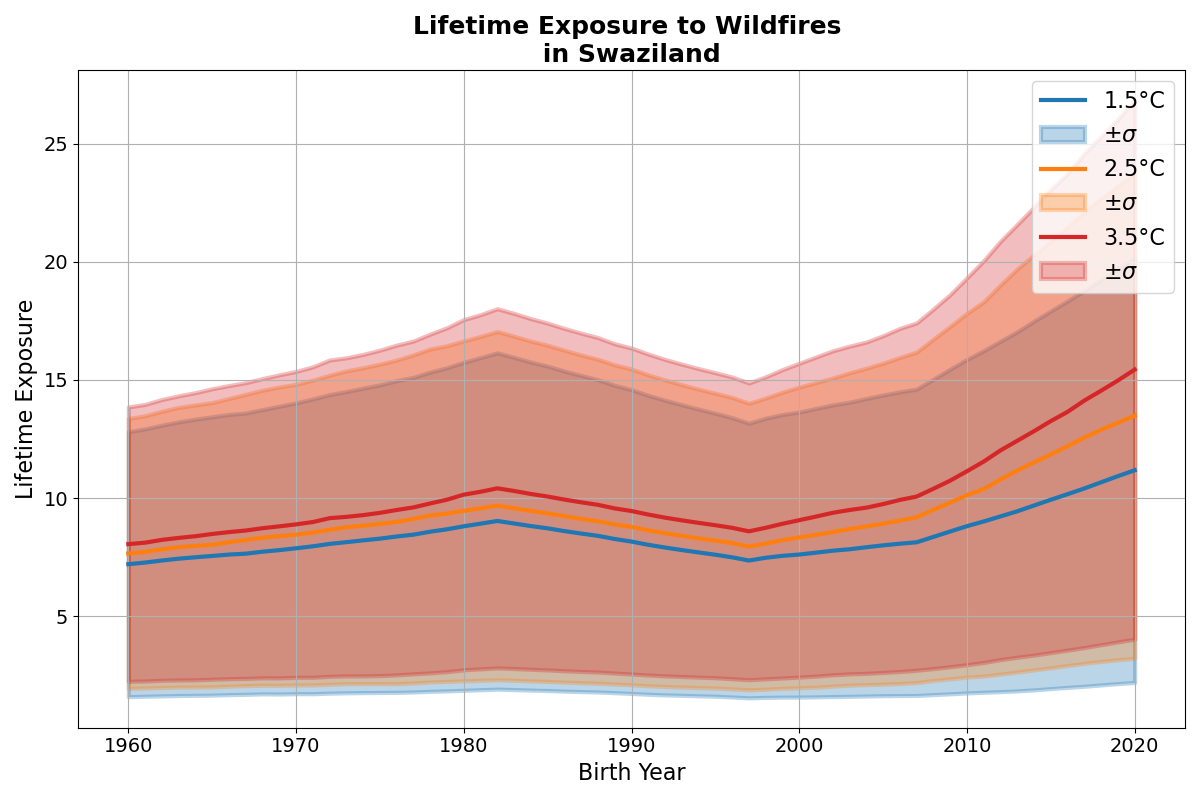 Lifetime Exposure to Wildfires
in Swaziland
1.5°C
±σ
2.5°C
±σ
3.5°C
±σ
Lifetime Exposure
25
20
15
10
5
1960 1970 1980 1990 2000 2010 2020
Birth Year